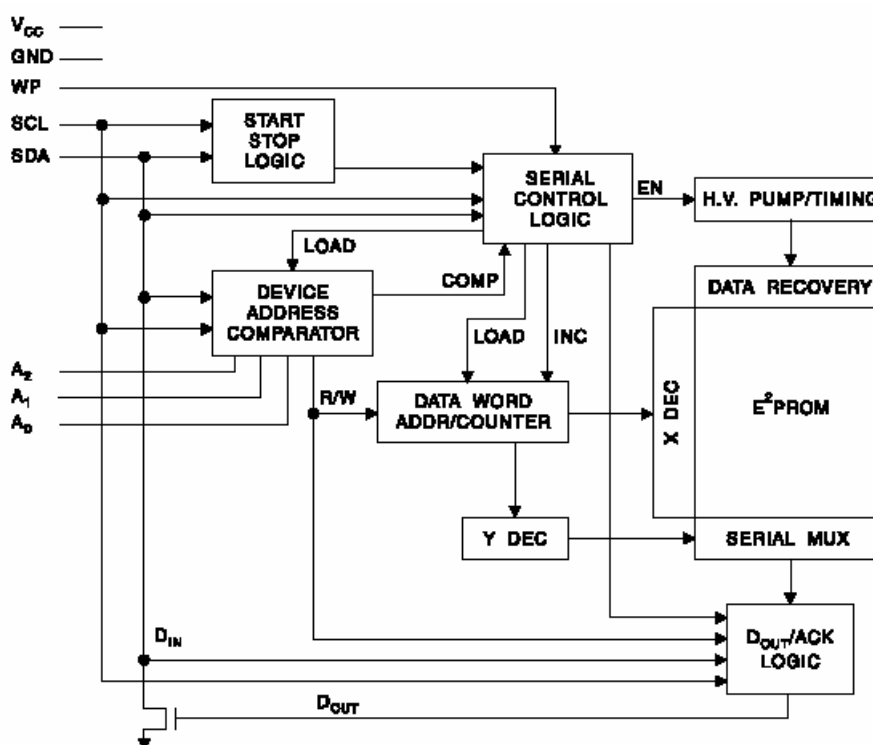 VCC
GND
WP
SCL
SDA
START
STOP
LOGIC
SERIAL
CONTROL
LOGIC
EN
H.V. PUMP/TIMING
LOAD
COMP
DEVICE
ADDRESS
COMPARATOR
LOAD
INC
DATA RECOVERY
A2
A1
A0
R/W
DATA WORD
ADDR/COUNTER
X DEC
E2PROM
Y DEC
SERIAL MUX
DIN
DOUT/ACK
LOGIC
DOUT